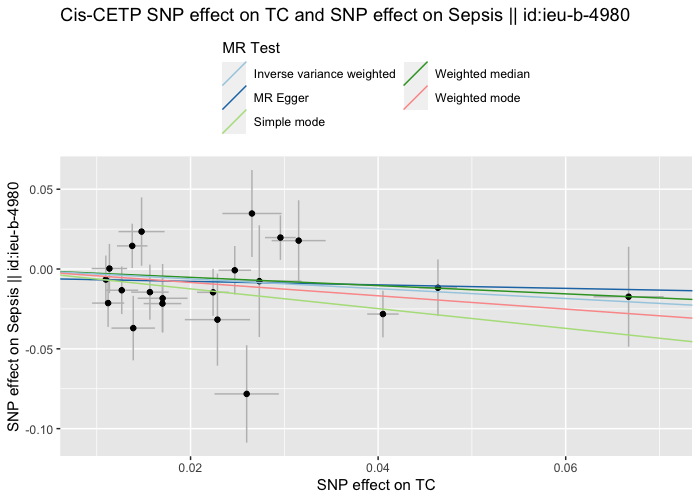 Cis-CETP SNP effect on TC and SNP effect on Sepsis || id:ieu-b-4980
MR Test
Inverse variance weighted
Weighted median
MR Egger
Weighted mode
Simple mode
SNP effect on Sepsis || id:ieu-b-4980
0.05
0.00
-0.05
-0.10
0.02
0.04
0.06
SNP effect on TC